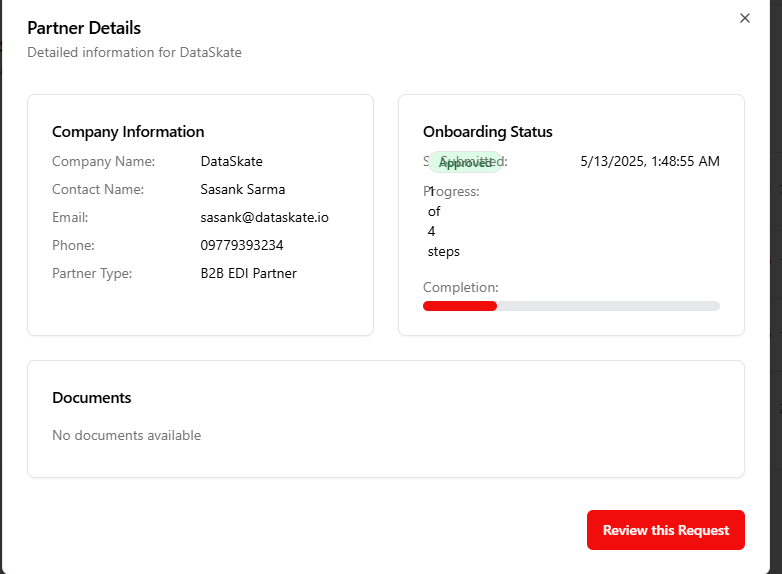 Partner Details
Detailed information for DataSkate
Company Information
Company Name: DataSkate
Contact Name: Sasank Sarma
Email: sasank@dataskate.io
Phone: 09779393234
Partner Type: B2B EDI Partner
Onboarding Status
Approved
Submitted: 5/13/2025, 1:48:55 AM
Progress:
1
of
4
steps
Completion:
Documents
No documents available
Review this Request